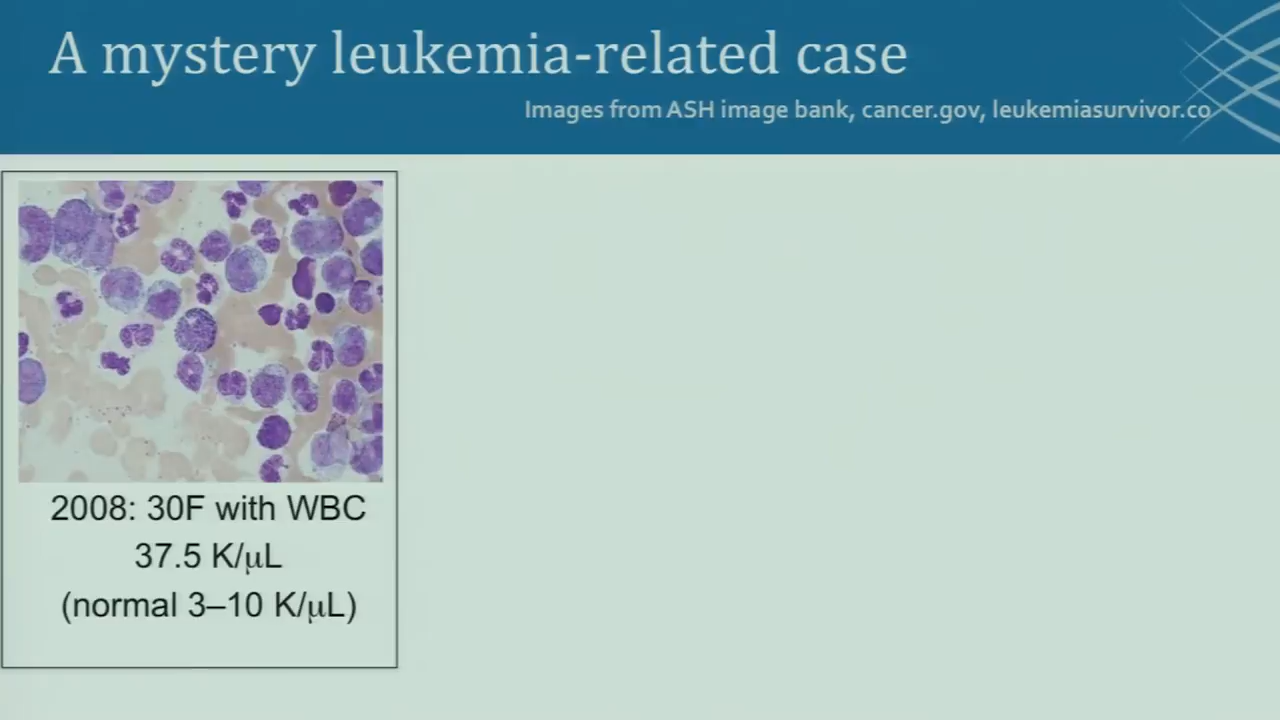 A mystery leukemia-related case
Images from ASH image bank, cancer.gov, leukemiasurvivor.co
2008: 30F with WBC
37.5 K/μL
(normal 3–10 K/μL)